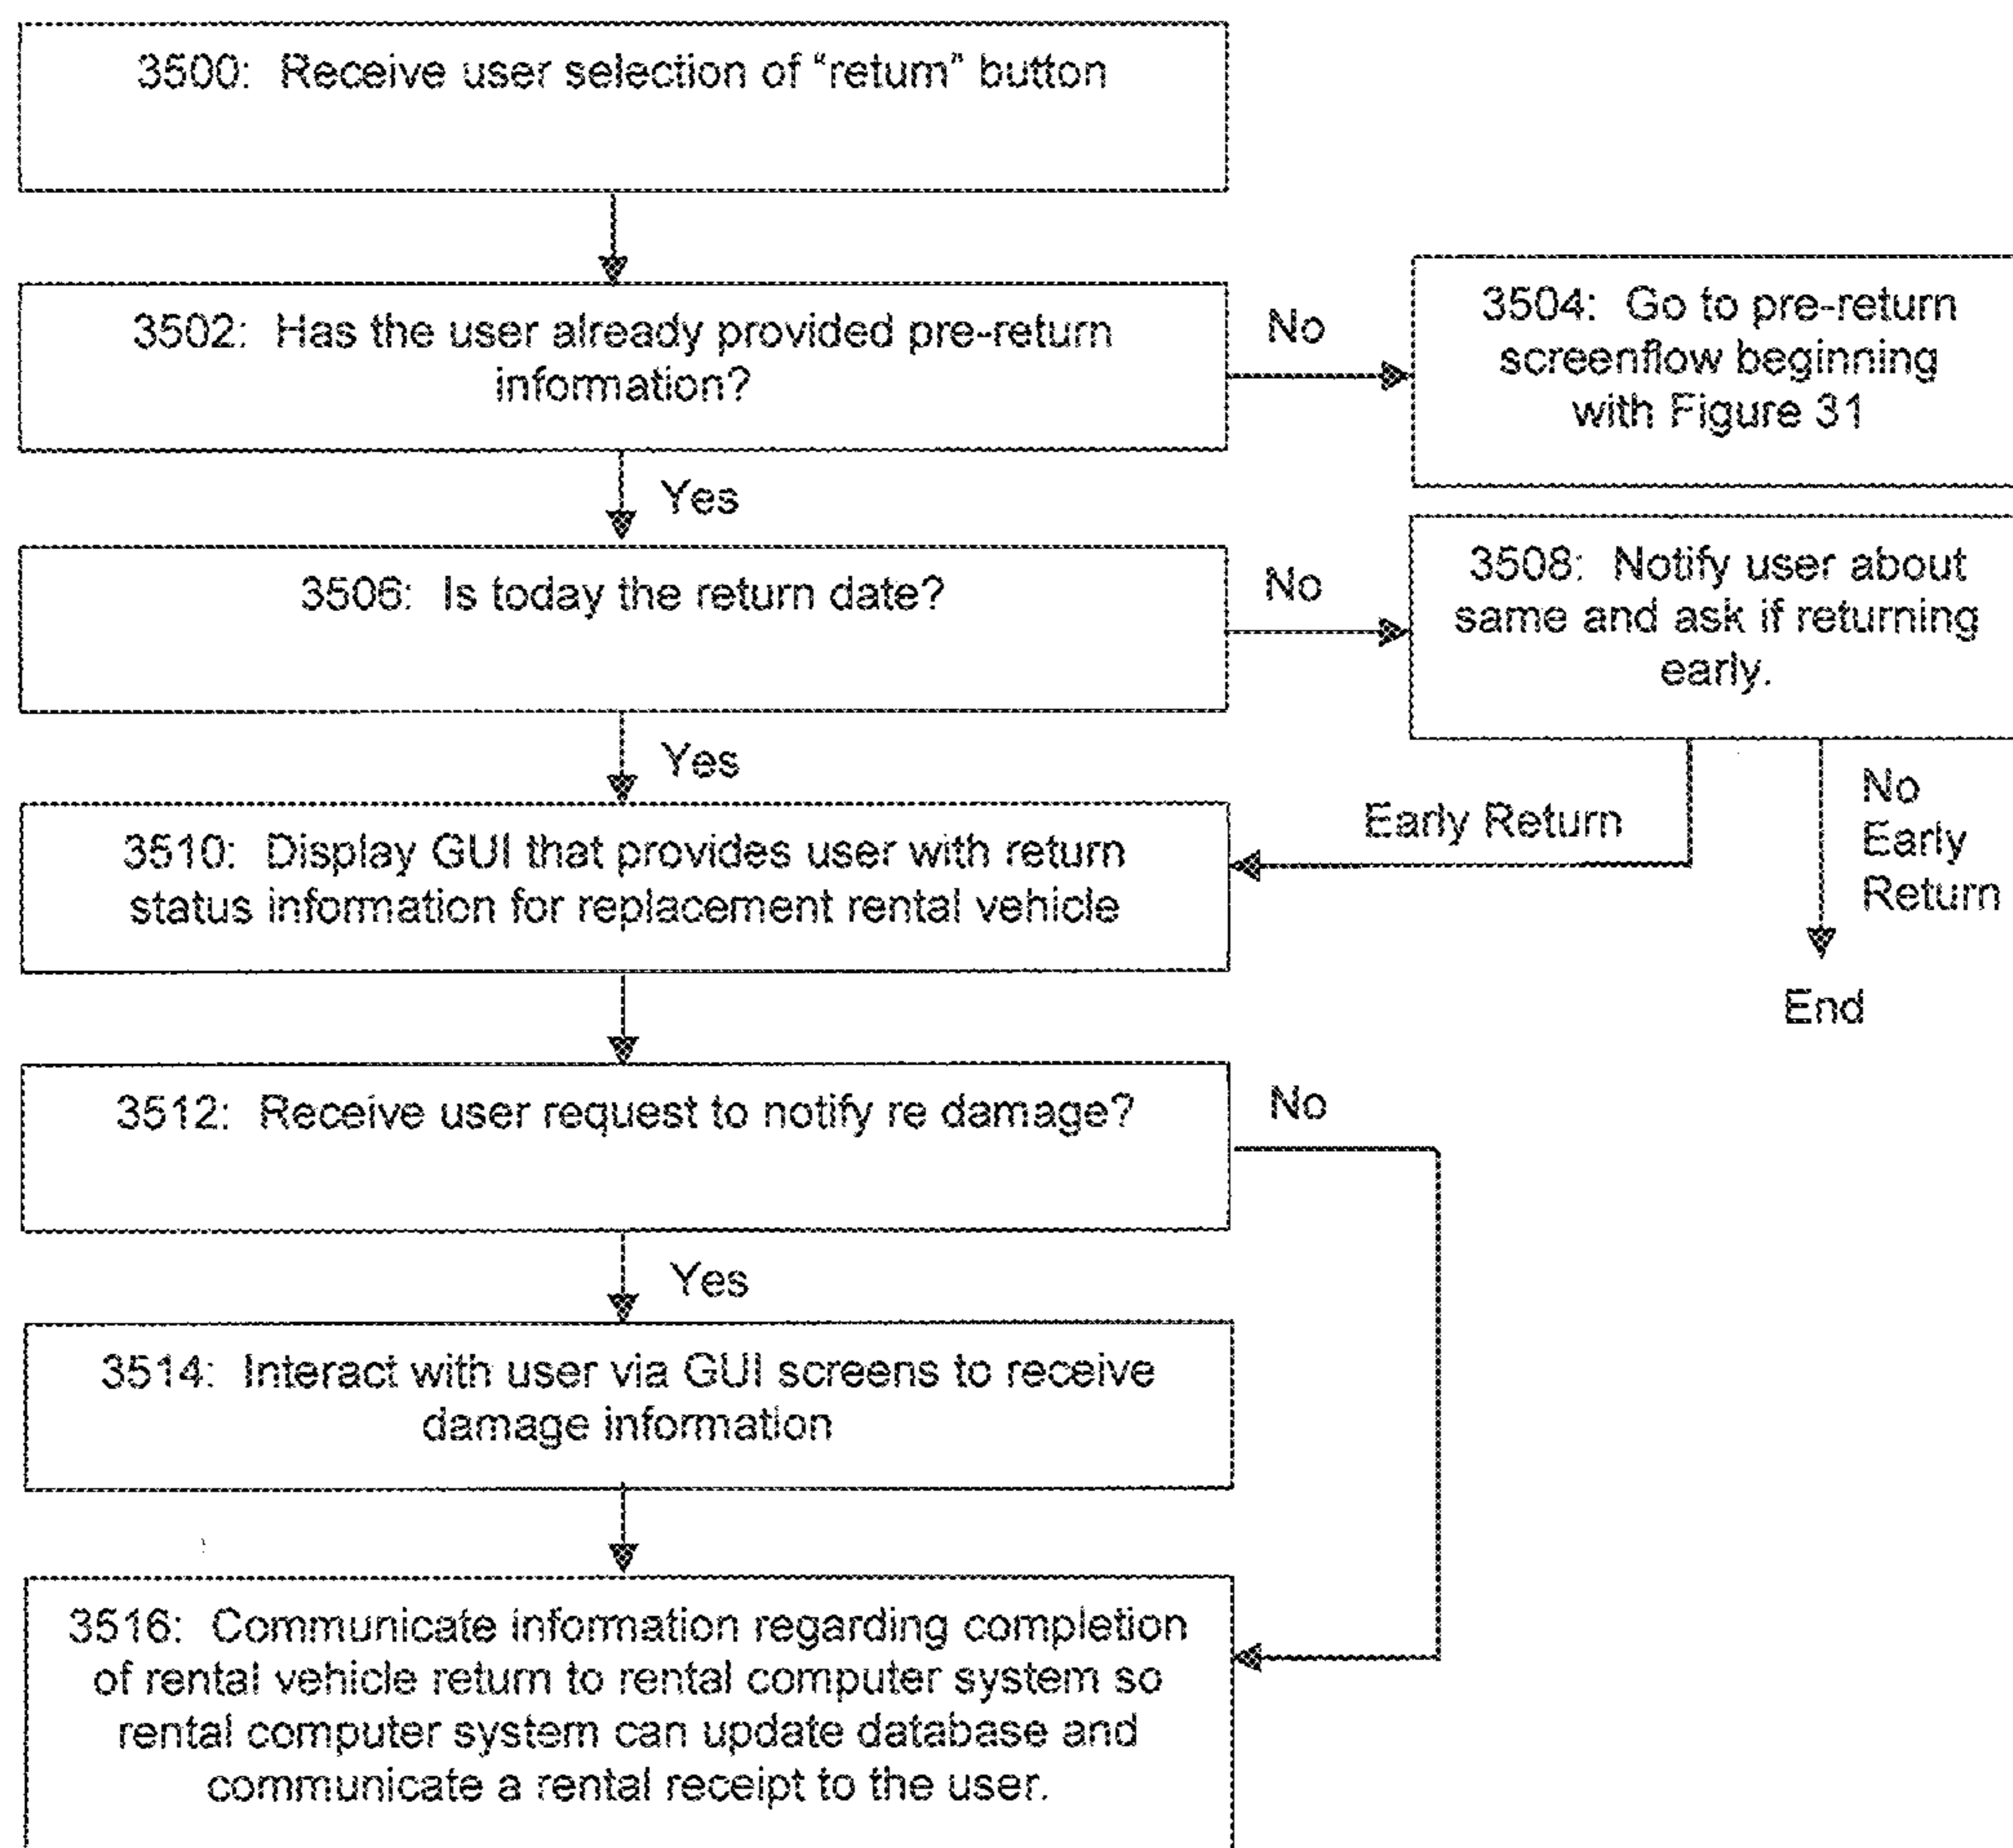 3500: Receive user selection of “return” button
3502: Has the user already provided pre-return
information?
No
3504: Go to pre-return
screenflow beginning
with Figure 31
Yes
3506: Is today the return date?
No
3508: Notify user about
same and ask if returning
early.
Yes
Early Return
No
Early
Return
3510: Display GUI that provides user with return
status information for replacement rental vehicle
End
3512: Receive user request to notify re damage?
No
Yes
3514: Interact with user via GUI screens to receive
damage information
3516: Communicate information regarding completion
of rental vehicle return to rental computer system so
rental computer system can update database and
communicate a rental receipt to the user.